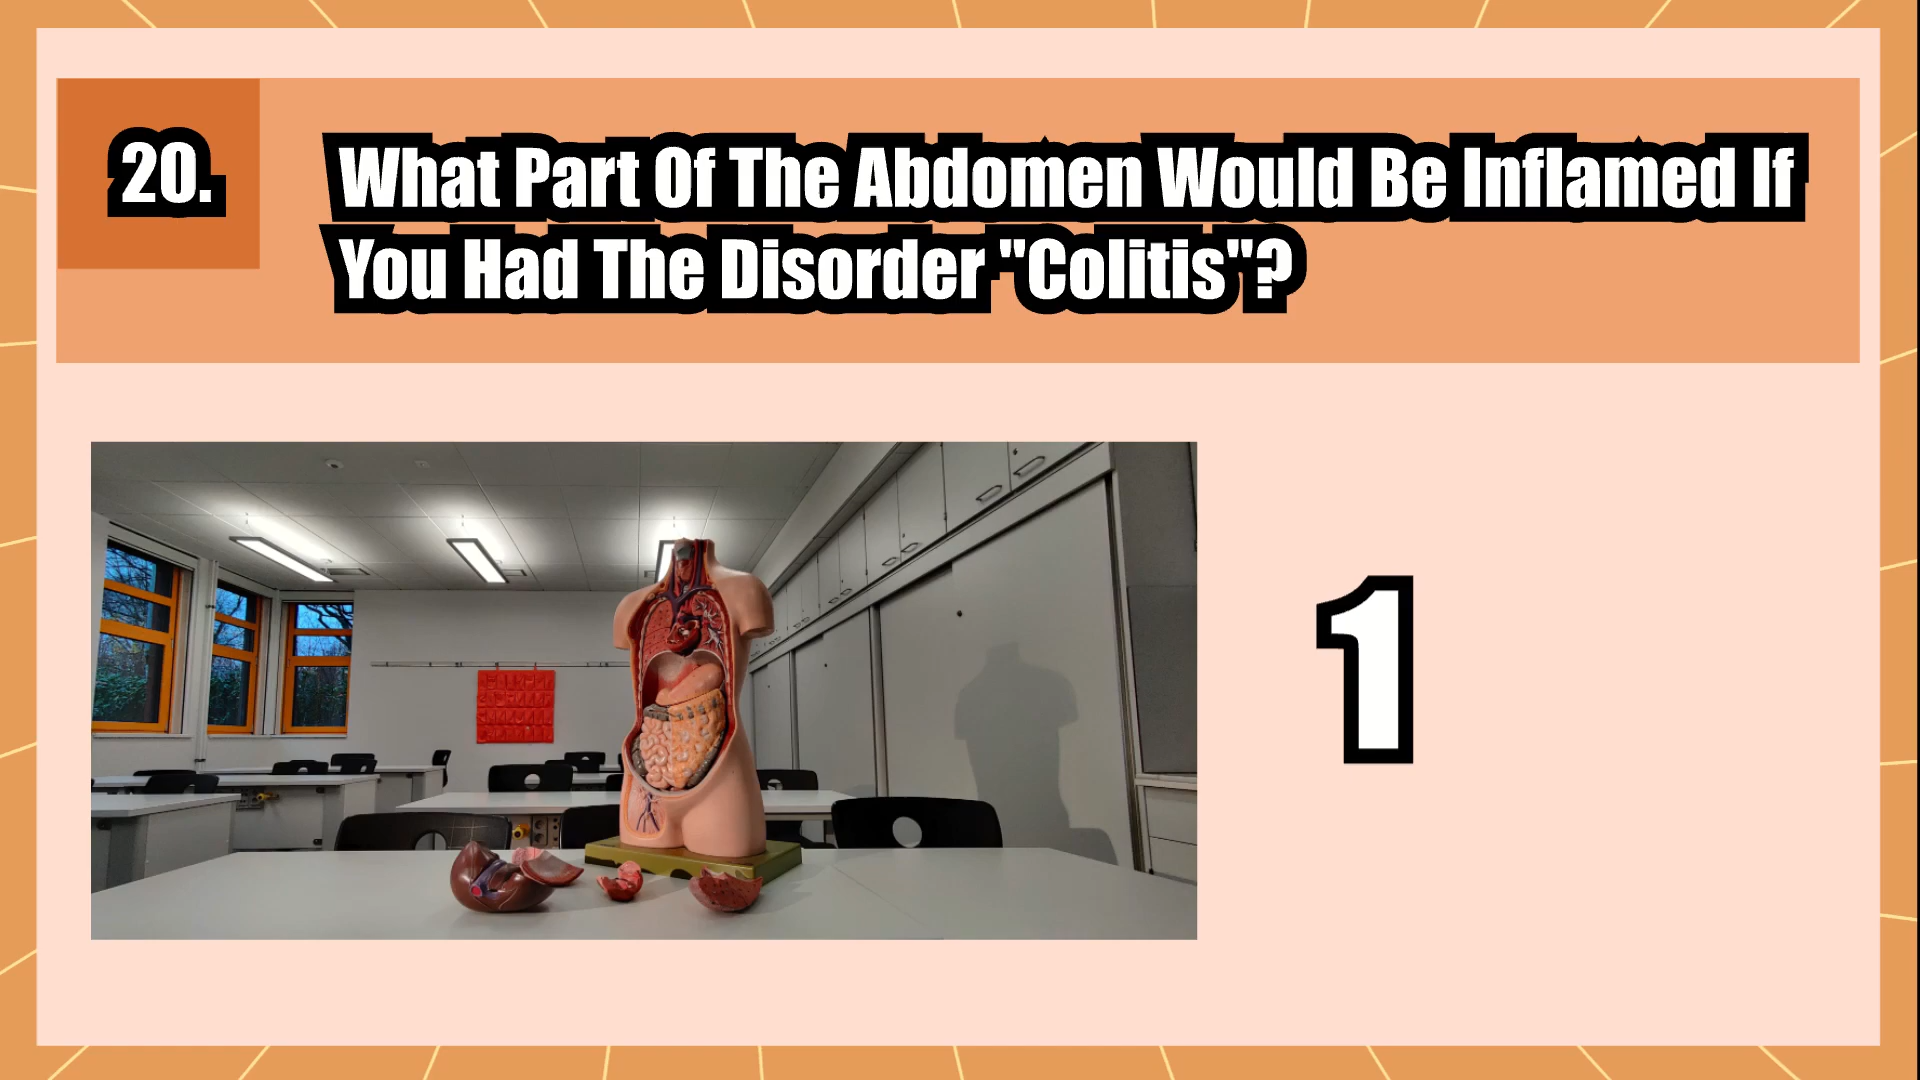 20.
What Part Of The Abdomen Would Be Inflamed If
You Had The Disorder "Colitis"?
1